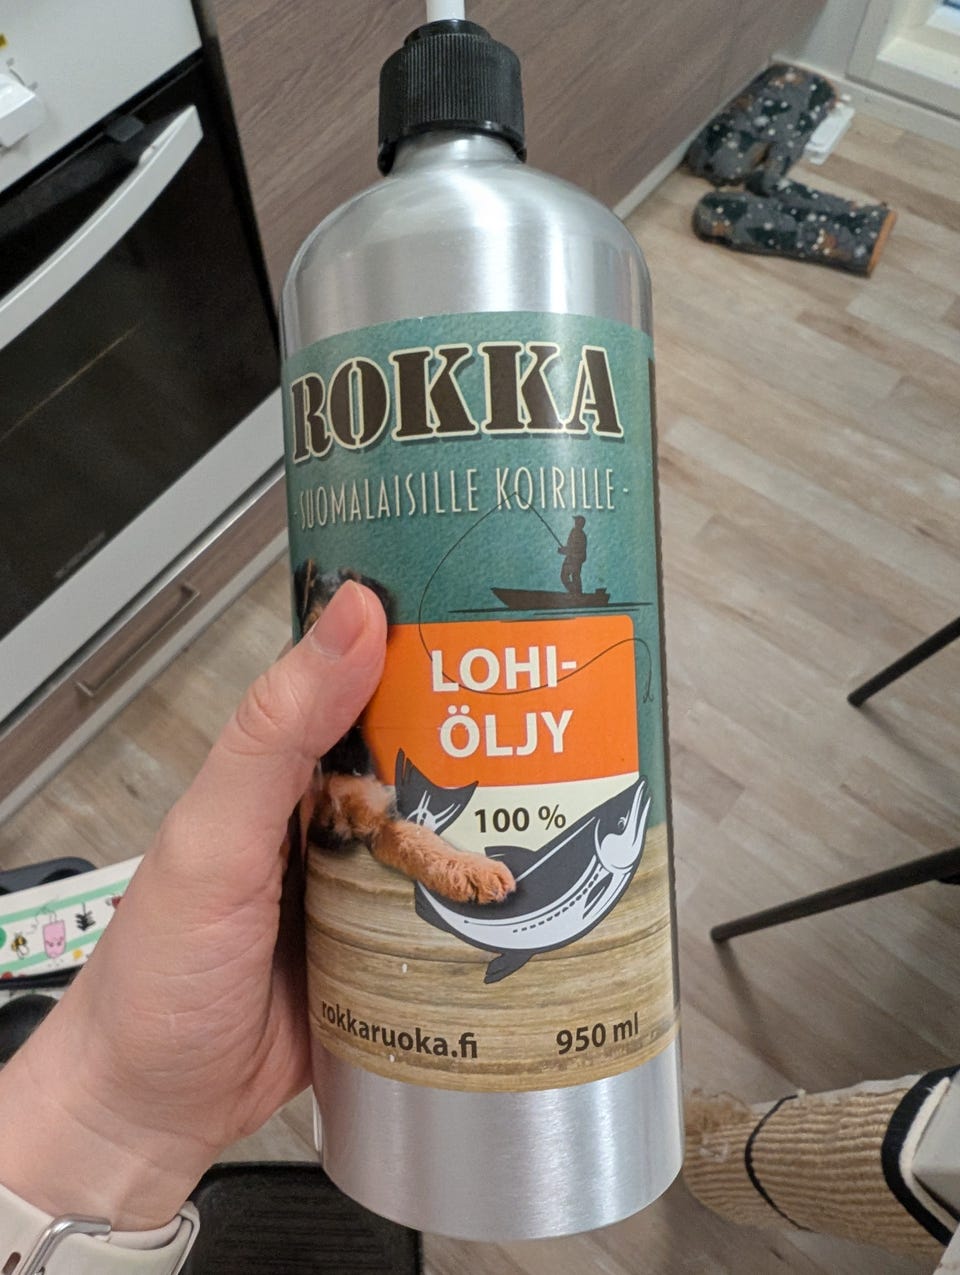 ROKKA
- SUOMALAISILLE KOIRILLE -
LOHI-
ÖLJY
100 %
rokkaruoka.fi
950 ml